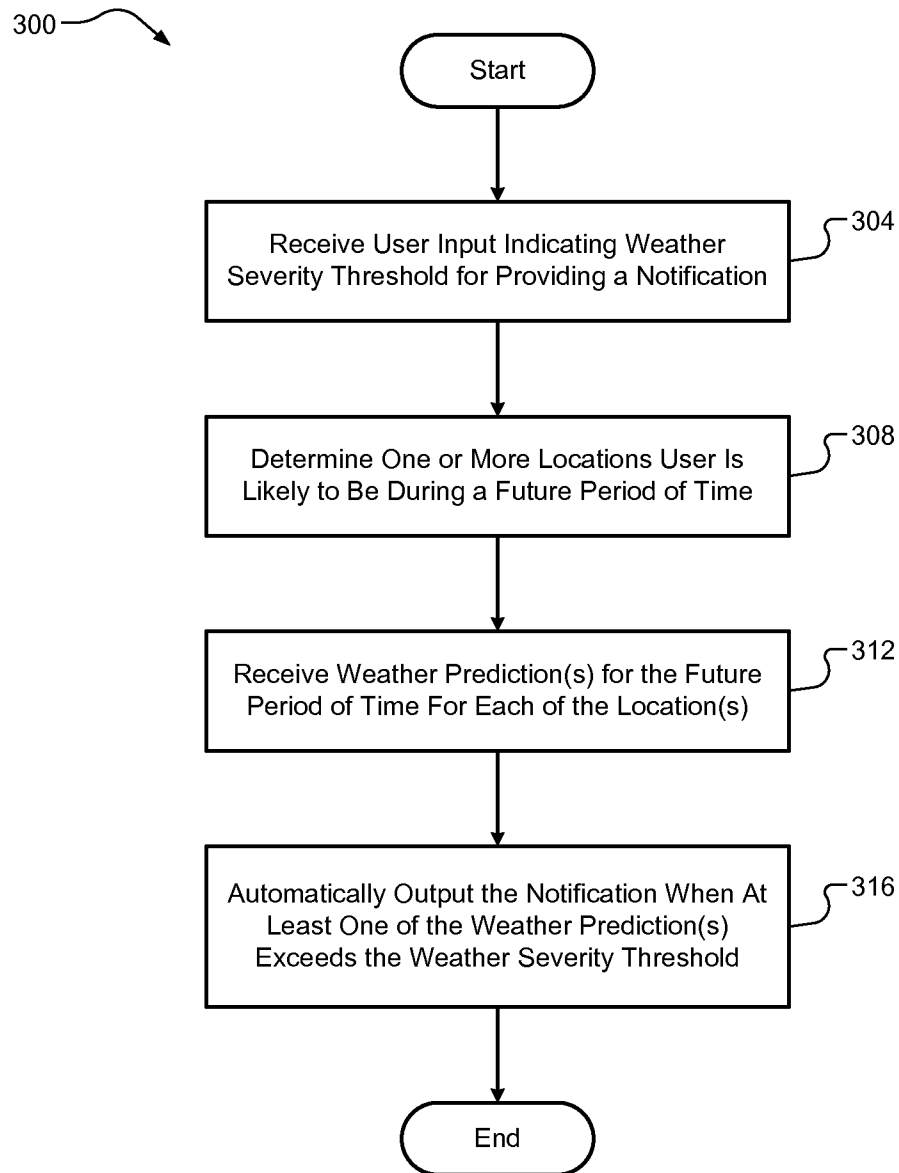 300
Start
Receive User Input Indicating Weather
Severity Threshold for Providing a Notification
304
Determine One or More Locations User Is
Likely to Be During a Future Period of Time
308
Receive Weather Prediction(s) for the Future
Period of Time For Each of the Location(s)
312
Automatically Output the Notification When At
Least One of the Weather Prediction(s)
Exceeds the Weather Severity Threshold
316
End